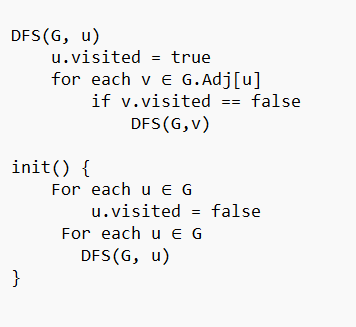 DFS(G, u)
    u.visited = true
    for each v ∈ G.Adj[u]
        if v.visited == false
            DFS(G,v)

init() {
    For each u ∈ G
        u.visited = false
     For each u ∈ G
       DFS(G, u)
}